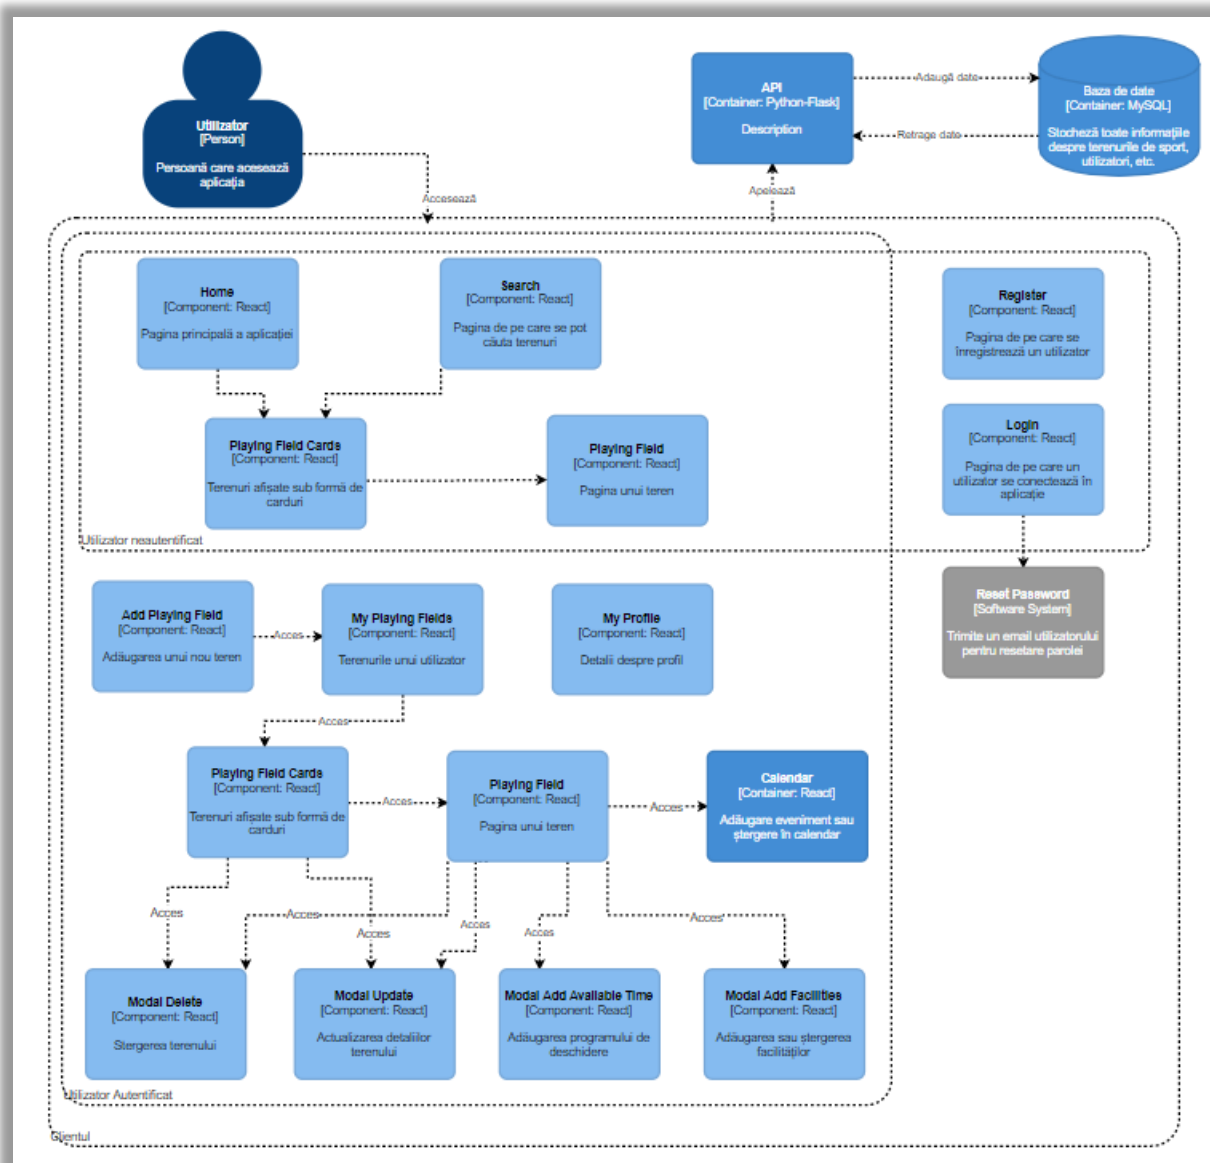 Utilizator
[Person]
Persoană care acesează
aplicația
Accesează
API
[Container: Python-Flask]
Description
Adaugă date
Retrage date
Baza de date
[Container: MySQL]
Stochează toate informațiile
despre terenurile de sport,
utilizatori, etc.
Apelează
Home
[Component: React]
Pagina principală a aplicației
Search
[Component: React]
Pagina de pe care se pot
căuta terenuri
Register
[Component: React]
Pagina de pe care se
înregistrează un utilizator
Playing Field Cards
[Component: React]
Terenuri afișate sub formă de
carduri
Playing Field
[Component: React]
Pagina unui teren
Login
[Component: React]
Pagina de pe care un
utilizator se conectează în
aplicație
Utilizator neautentificat
Add Playing Field
[Component: React]
Adăugarea unui nou teren
Acces
My Playing Fields
[Component: React]
Terenurile unui utilizator
My Profile
[Component: React]
Detalii despre profil
Reset Password
[Software System]
Trimite un email utilizatorului
pentru resetare parolei
Acces
Playing Field Cards
[Component: React]
Terenuri afișate sub formă de
carduri
Acces
Playing Field
[Component: React]
Pagina unui teren
Acces
Calendar
[Container: React]
Adăugare eveniment sau
ștergere în calendar
Acces
Acces
Acces
Acces
Acces
Acces
Modal Delete
[Component: React]
Stergerea terenului
Modal Update
[Component: React]
Actualizarea detaliilor
terenului
Modal Add Available Time
[Component: React]
Adăugarea programului de
deschidere
Modal Add Facilities
[Component: React]
Adăugarea sau ștergerea
facilităților
Utilizator Autentificat
Clientul